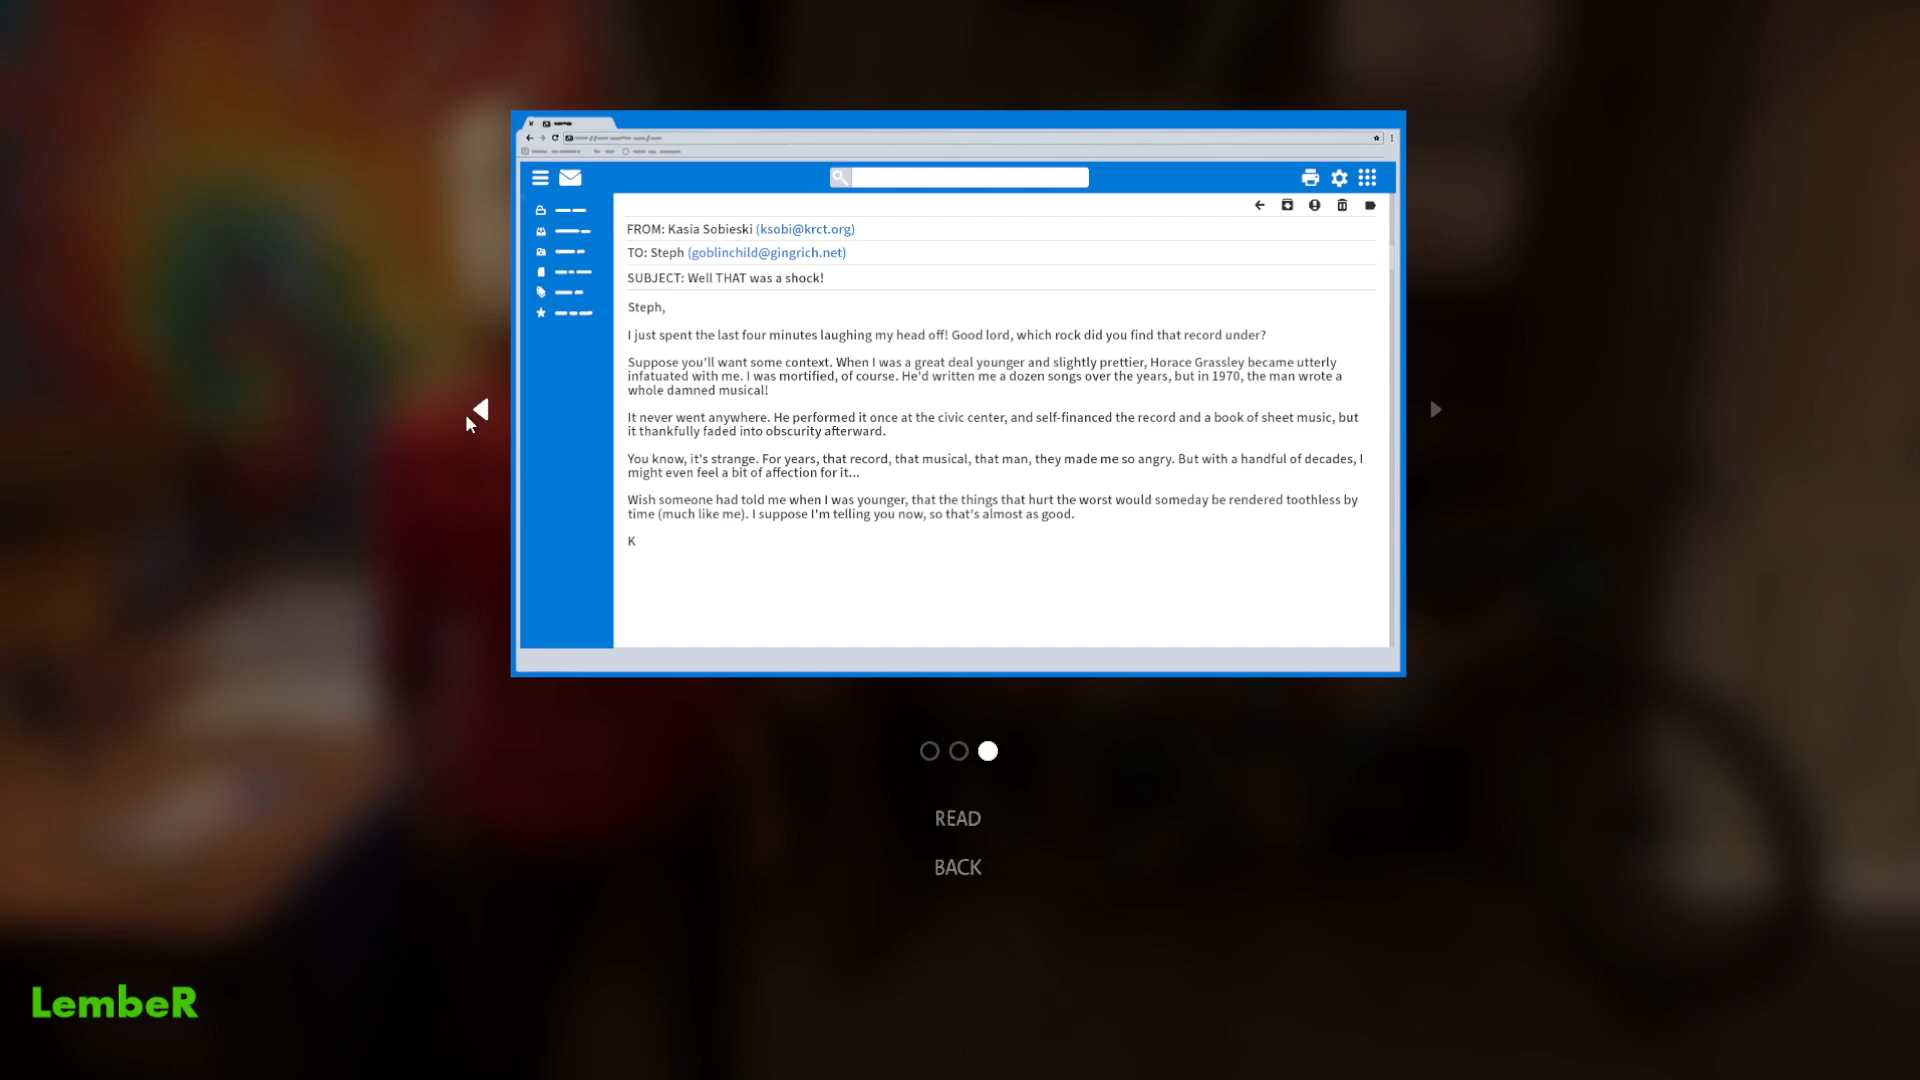 FROM: Kasia Sobieski (ksobi@krct.org)
TO: Steph (goblinchild@gingrich.net)
SUBJECT: Well THAT was a shock!
Steph,
I just spent the last four minutes laughing my head off! Good lord, which rock did you find that record under?
Suppose you'll want some context. When I was a great deal younger and slightly prettier, Horace Grassley became utterly
infatuated with me. I was mortified, of course. He'd written me a dozen songs over the years, but in 1970, the man wrote a
whole damned musical!
It never went anywhere. He performed it once at the civic center, and self-financed the record and a book of sheet music, but
it thankfully faded into obscurity afterward.
You know, it's strange. For years, that record, that musical, that man, they made me so angry. But with a handful of decades, I
might even feel a bit of affection for it...
Wish someone had told me when I was younger, that the things that hurt the worst would someday be rendered toothless by
time (much like me). I suppose I'm telling you now, so that's almost as good.
K
READ
BACK
LembeR